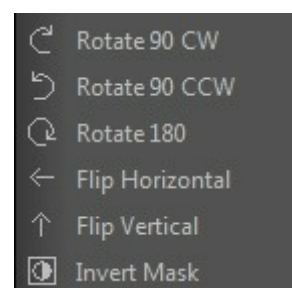 Rotate 90 CW
Rotate 90 CCW
Rotate 180
Flip Horizontal
Flip Vertical
Invert Mask